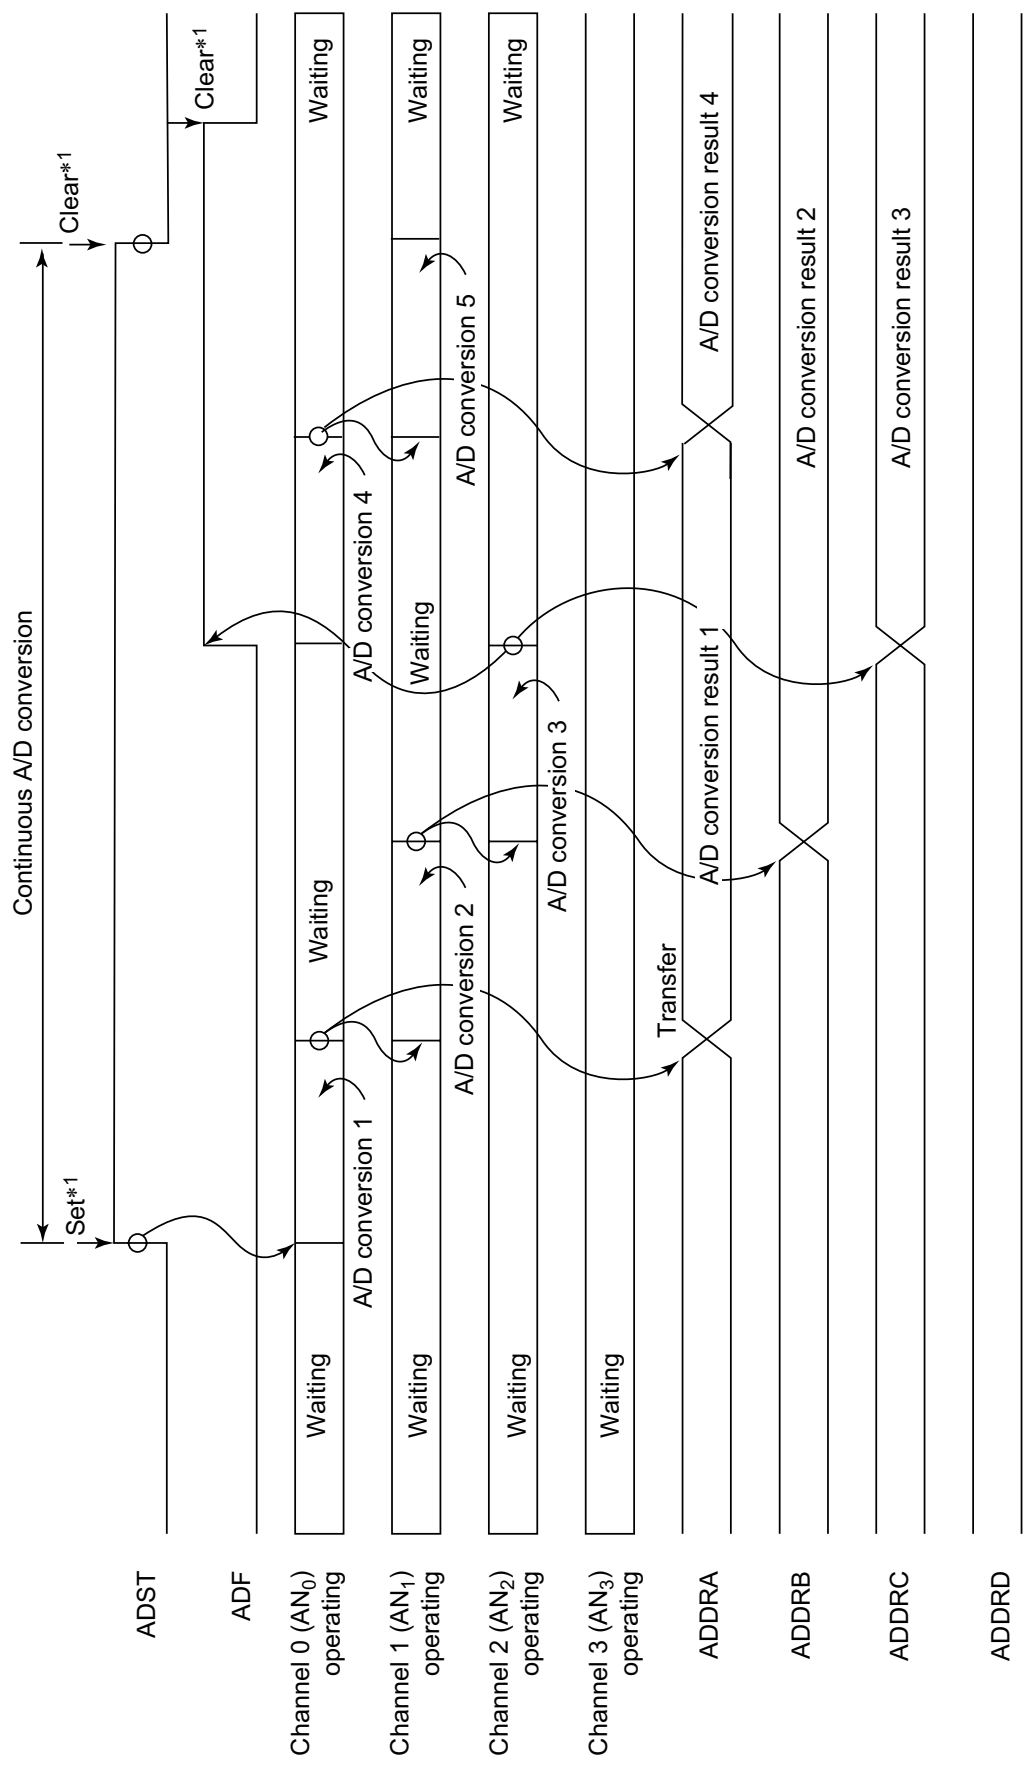 Continuous A/D conversion
Set*1
Clear*1
ADST
Clear*1
ADF
Channel 0 (AN0)
operating
Waiting
A/D conversion 1
Waiting
A/D conversion 4
Waiting
Channel 1 (AN1)
operating
Waiting
A/D conversion 2
Waiting
A/D conversion 5
Waiting
Channel 2 (AN2)
operating
Waiting
A/D conversion 3
Waiting
Channel 3 (AN3)
operating
Waiting
Transfer
ADDRA
A/D conversion result 1
A/D conversion result 4
ADDRB
A/D conversion result 2
ADDRC
A/D conversion result 3
ADDRD